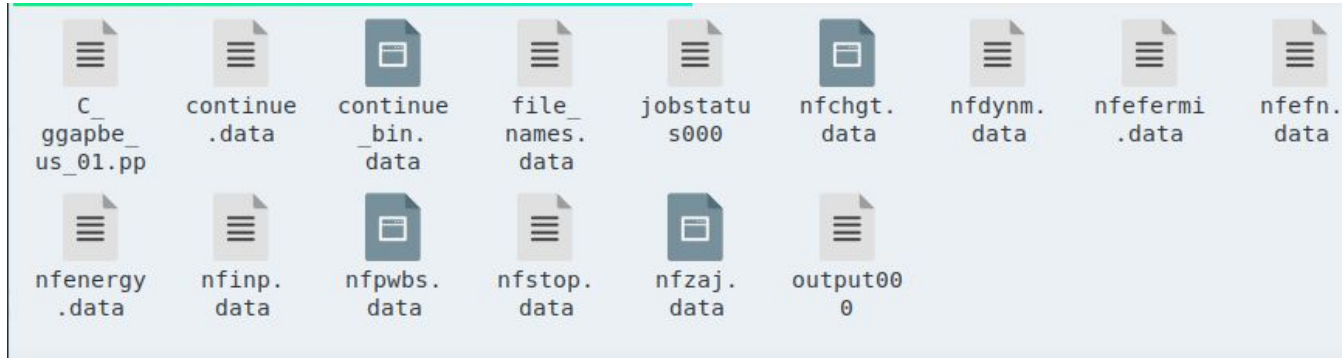 C_ continue continue file_ jobstatu nfchgt. nfdynm. nfefermi nfefn.
ggapbe_ .data _bin. names. s000 data data .data data
us_01.pp data data
nfenergy nfinp. nfpwbs. nfstop. nfzaj. output00
.data data data data data 0